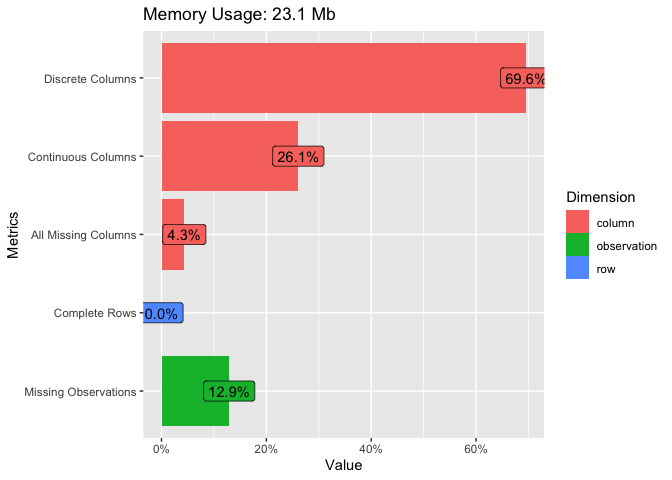 Memory Usage: 23.1 Mb
Discrete Columns
69.6%
Continuous Columns
26.1%
All Missing Columns
4.3%
Complete Rows
0.0%
Missing Observations
12.9%
0%
20%
40%
60%
Value
Metrics
Dimension
column
observation
row